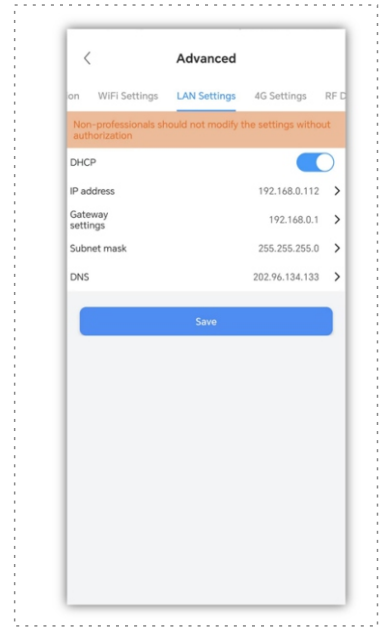 Advanced
on WiFi Settings LAN Settings 4G Settings RF D
Non-professionals should not modify the settings without
authorization
DHCP
IP address 192.168.0.112
Gateway
settings 192.168.0.1
Subnet mask 255.255.255.0
DNS 202.96.134.133
Save